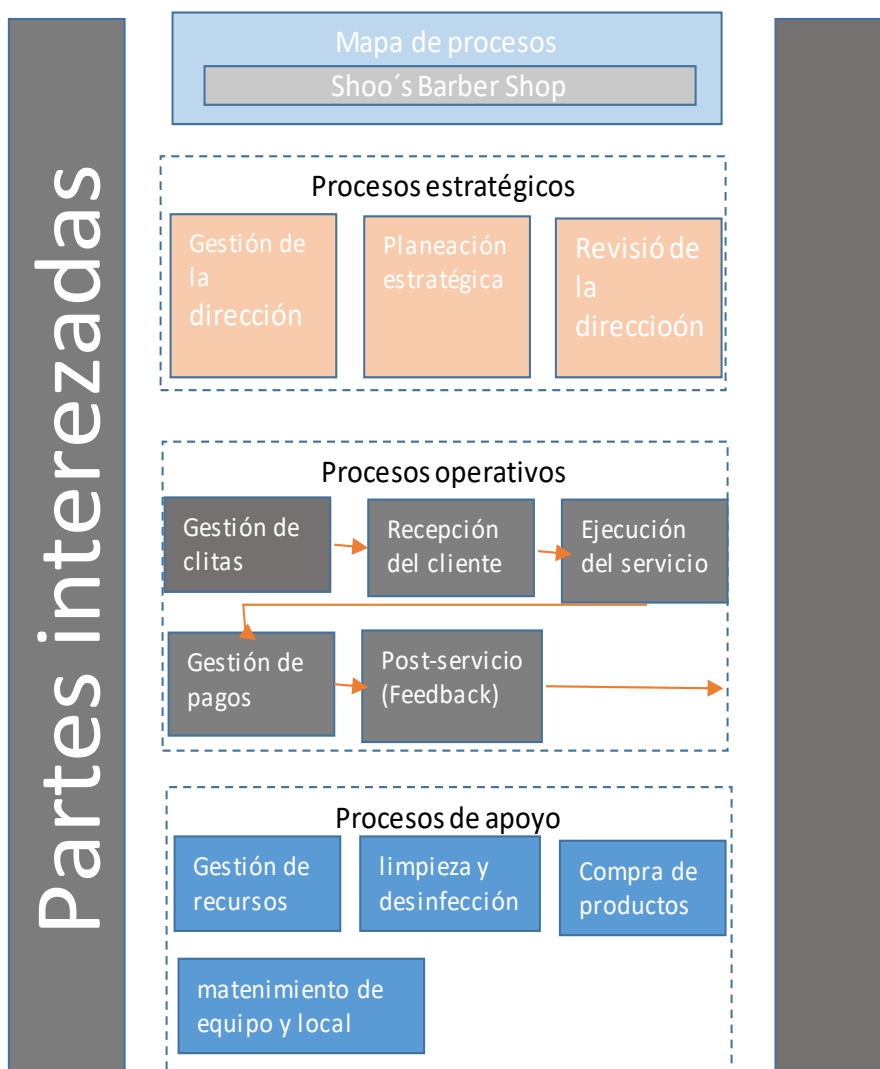 Mapa de procesos
Shoo´s Barber Shop
Partes interezadas
Procesos estratégicos
Gestión de
la
dirección
Planeación
estratégica
Revisió de
la
direccioón
Procesos operativos
Gestión de
clitas
Recepción
del cliente
Ejecución
del servicio
Gestión de
pagos
Post-servicio
(Feedback)
Procesos de apoyo
Gestión de
recursos
limpieza y
desinfección
Compra de
productos
matenimiento de
equipo y local